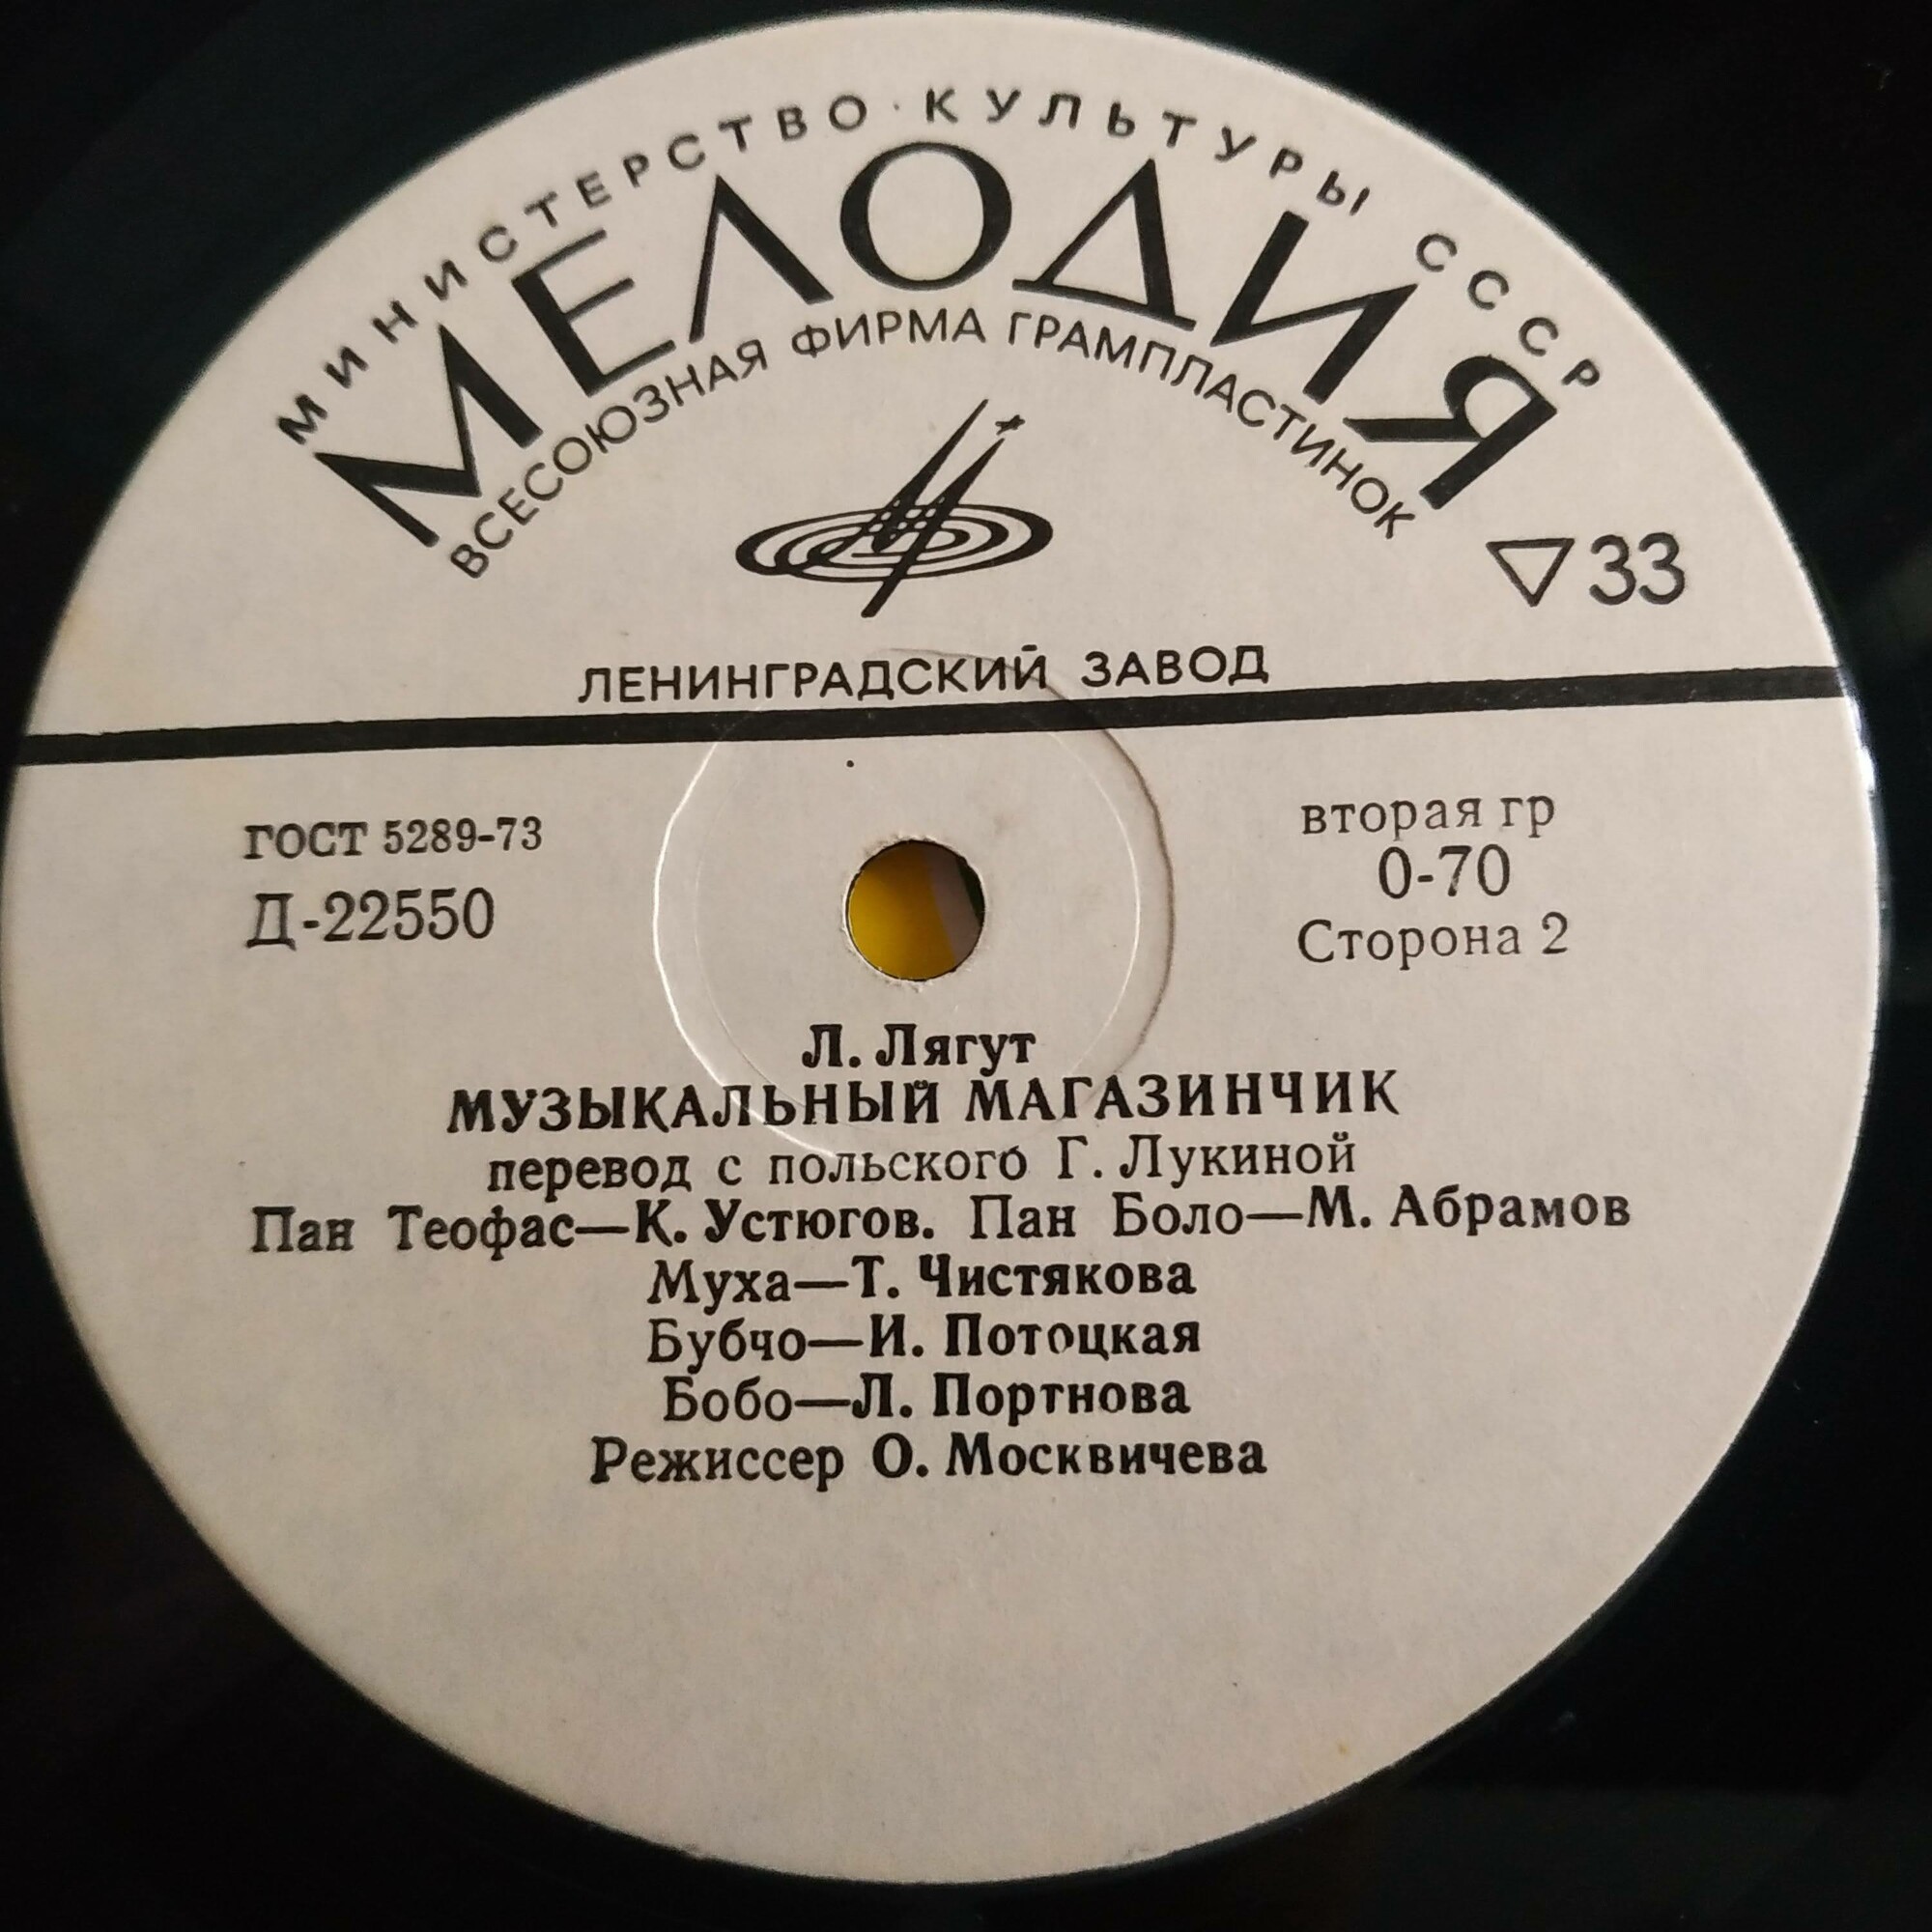 МИНИСТЕРСТВО · КУЛЬТУРЫ СССР
МЕЛОДИЯ
ВСЕСОЮЗНАЯ ФИРМА ГРАМПЛАСТИНОК
▽33
ЛЕНИНГРАДСКИЙ ЗАВОД
ГОСТ 5289-73
Д-22550
вторая гр
0-70
Сторона 2
Л. Лягут
МУЗЫКАЛЬНЫЙ МАГАЗИНЧИК
перевод с польского Г. Лукиной
Пан Теофас—К. Устюгов. Пан Боло—М. Абрамов
Муха—Т. Чистякова
Бубчо—И. Потоцкая
Бобо—Л. Портнова
Режиссер О. Москвичева